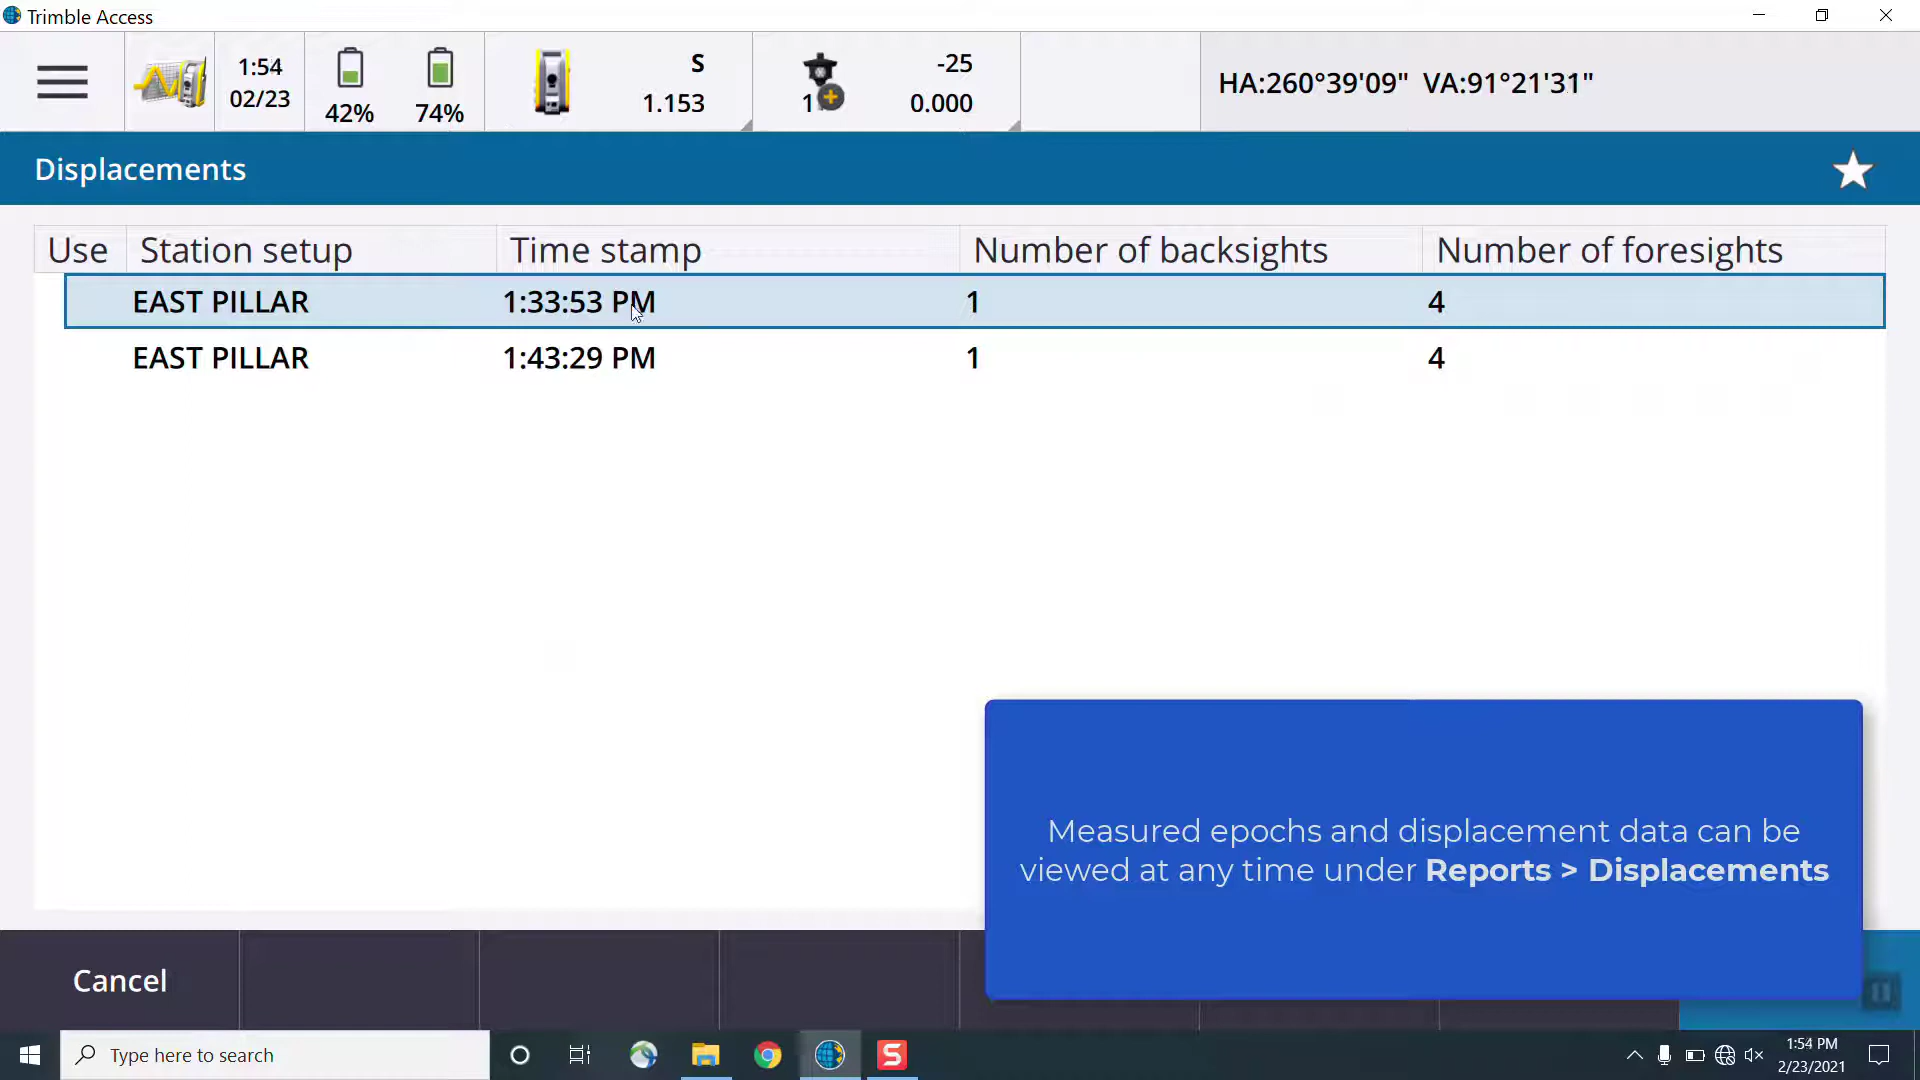 Trimble Access
1:54
02/23
42%
74%
S
1.153
1
-25
0.000
HA:260°39'09" VA:91°21'31"
Displacements
Use Station setup Time stamp Number of backsights Number of foresights
EAST PILLAR 1:33:53 PM 1 4
EAST PILLAR 1:43:29 PM 1 4
Measured epochs and displacement data can be
viewed at any time under Reports > Displacements
Cancel
Type here to search
S
1:54 PM
2/23/2021